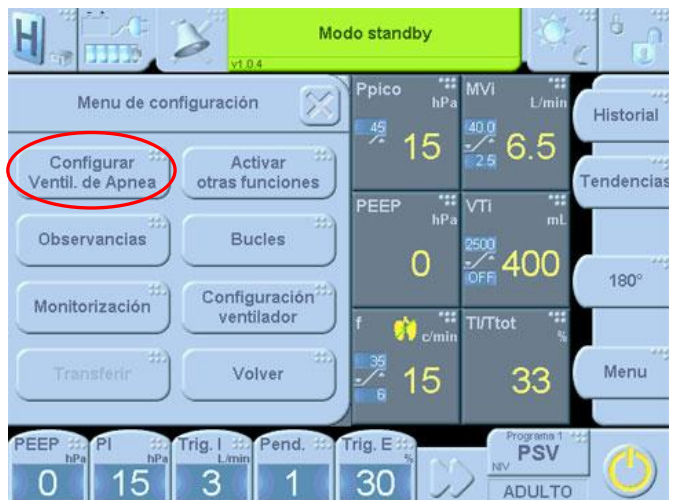 H
Modo standby
v1.0.4
Menu de configuración
Configurar
Ventil. de Apnea
Activar
otras funciones
Observancias
Bucles
Monitorización
Configuración
ventilador
Transferir
Volver
Ppico
hPa
45
15
MVi
L/min
40.0
2.5
6.5
PEEP
hPa
0
VTi
mL
2500
OFF
400
f
c/min
35
6
15
TI/Ttot
%
33
Historial
Tendencias
180°
Menu
PEEP
hPa
0
PI
hPa
15
Trig. I
L/min
3
Pend.
1
Trig. E
%
30
Programa 1
PSV
NIV
ADULTO